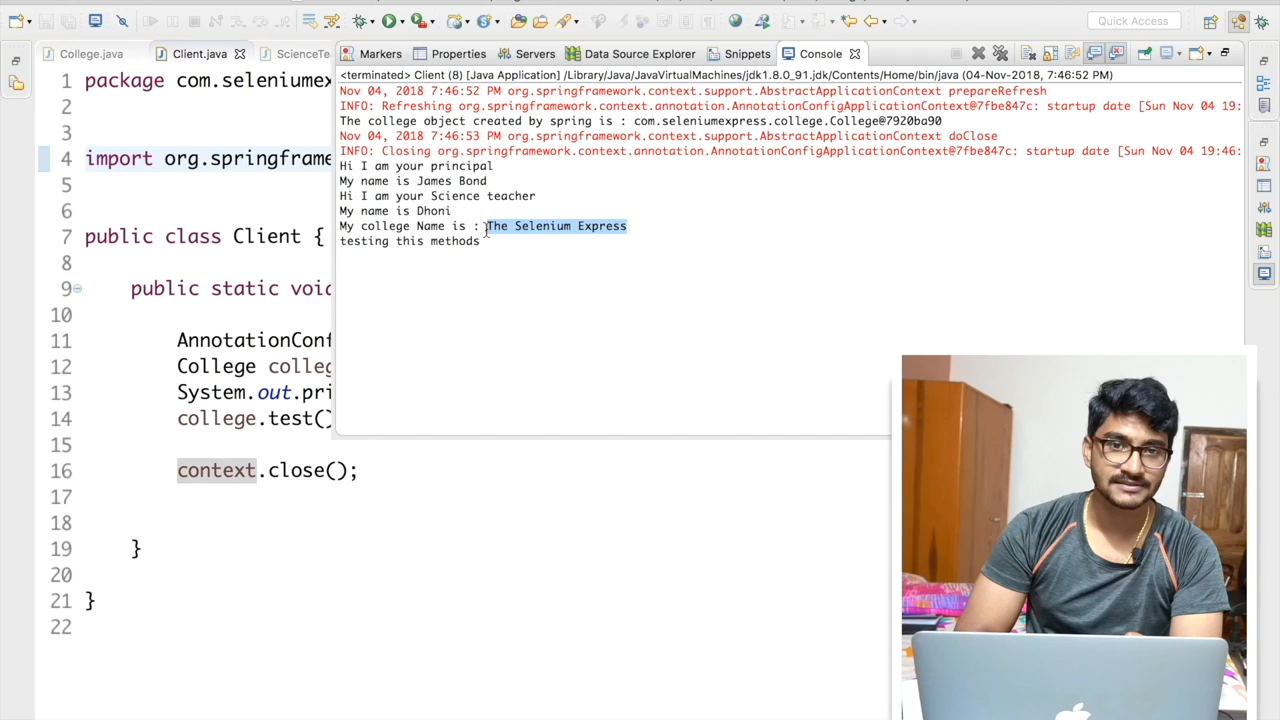 Quick Access
College.java
Client.java
ScienceTe
Markers
Properties
Servers
Data Source Explorer
Snippets
Console
<terminated> Client (8) [Java Application] /Library/Java/JavaVirtualMachines/jdk1.8.0_91.jdk/Contents/Home/bin/java (04-Nov-2018, 7:46:52 PM)
Nov 04, 2018 7:46:52 PM org.springframework.context.support.AbstractApplicationContext prepareRefresh
INFO: Refreshing org.springframework.context.annotation.AnnotationConfigApplicationContext@7fbe847c: startup date [Sun Nov 04 19:
The college object created by spring is : com.seleniumexpress.college.College@7920ba90
Nov 04, 2018 7:46:53 PM org.springframework.context.support.AbstractApplicationContext doClose
INFO: Closing org.springframework.context.annotation.AnnotationConfigApplicationContext@7fbe847c: startup date [Sun Nov 04 19:46:
Hi I am your principal
My name is James Bond
Hi I am your Science teacher
My name is Dhoni
My college Name is : The Selenium Express
testing this methods
1 package com.seleniumex
2
3
4 import org.springframe
5
6
7 public class Client {
8
9 public static void
10
11 AnnotationConf
12 College colleg
13 System.out.pri
14 college.test()
15
16 context.close();
17
18
19 }
20
21 }
22